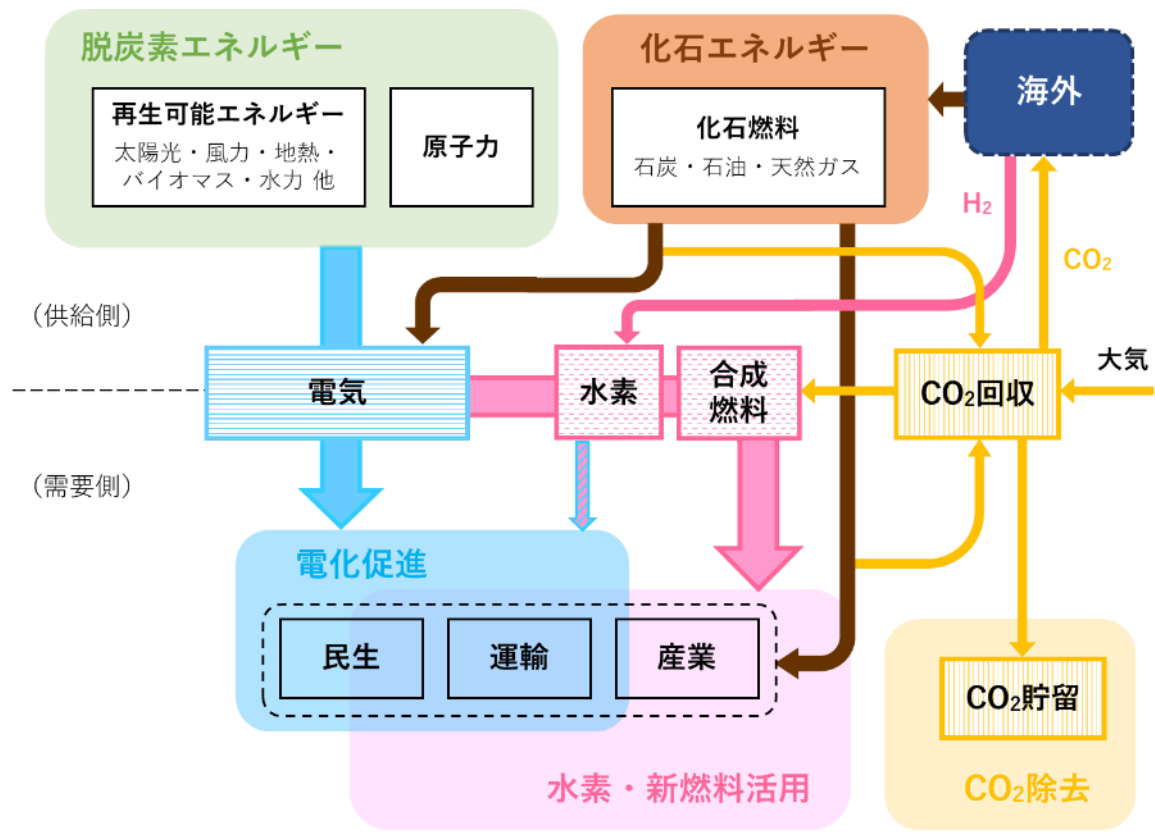 脱炭素エネルギー
再生可能エネルギー
太陽光・風力・地熱・
バイオマス・水力 他
原子力
化石エネルギー
化石燃料
石炭・石油・天然ガス
海外
H₂
CO₂
（供給側）
（需要側）
電気
水素
合成
燃料
CO₂回収
大気
電化促進
民生
運輸
産業
水素・新燃料活用
CO₂貯留
CO₂除去